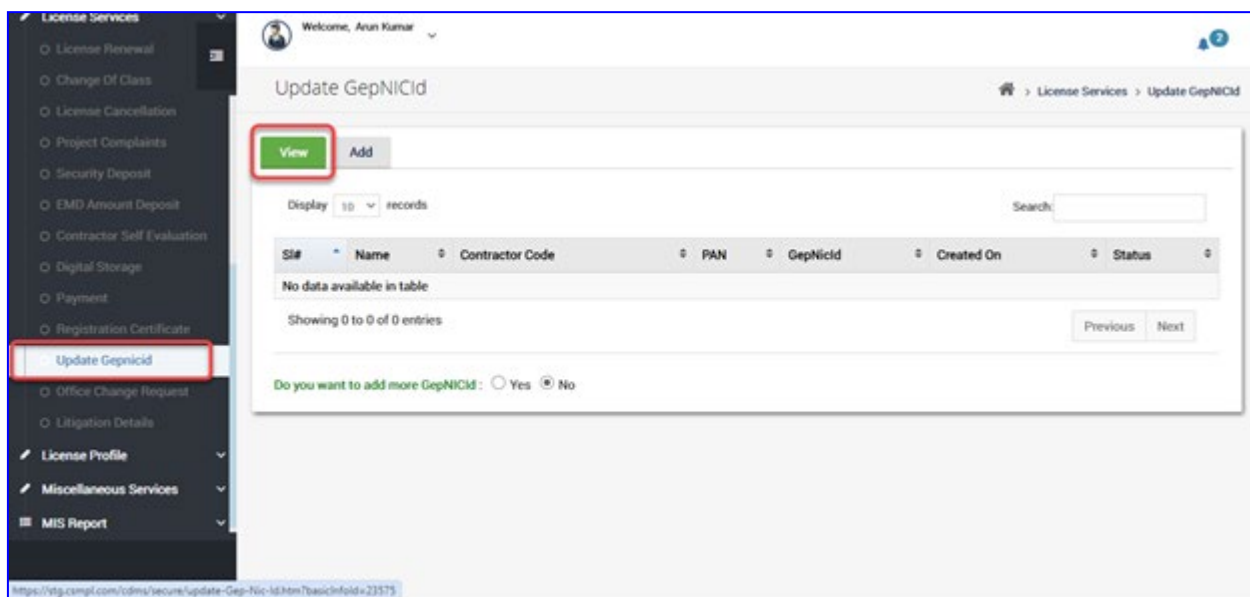 License Services
License Renewal
Change Of Class
License Cancellation
Project Complaints
Security Deposit
EMD Amount Deposit
Contractor Self Evaluation
Digital Storage
Payment
Registration Certificate
Update Gepnicid
Office Change Request
Litigation Details
License Profile
Miscellaneous Services
MIS Report
Welcome, Arun Kumar
2
Update GepNICId
> License Services > Update GepNICId
View Add
Display 10 records Search:
Sl# Name Contractor Code PAN GepNicId Created On Status
No data available in table
Showing 0 to 0 of 0 entries
Previous Next
Do you want to add more GepNICId : Yes No
https://stg.csmpl.com/cdms/secure/update-Gep-Nic-Id.htm?basicInfoId=23575